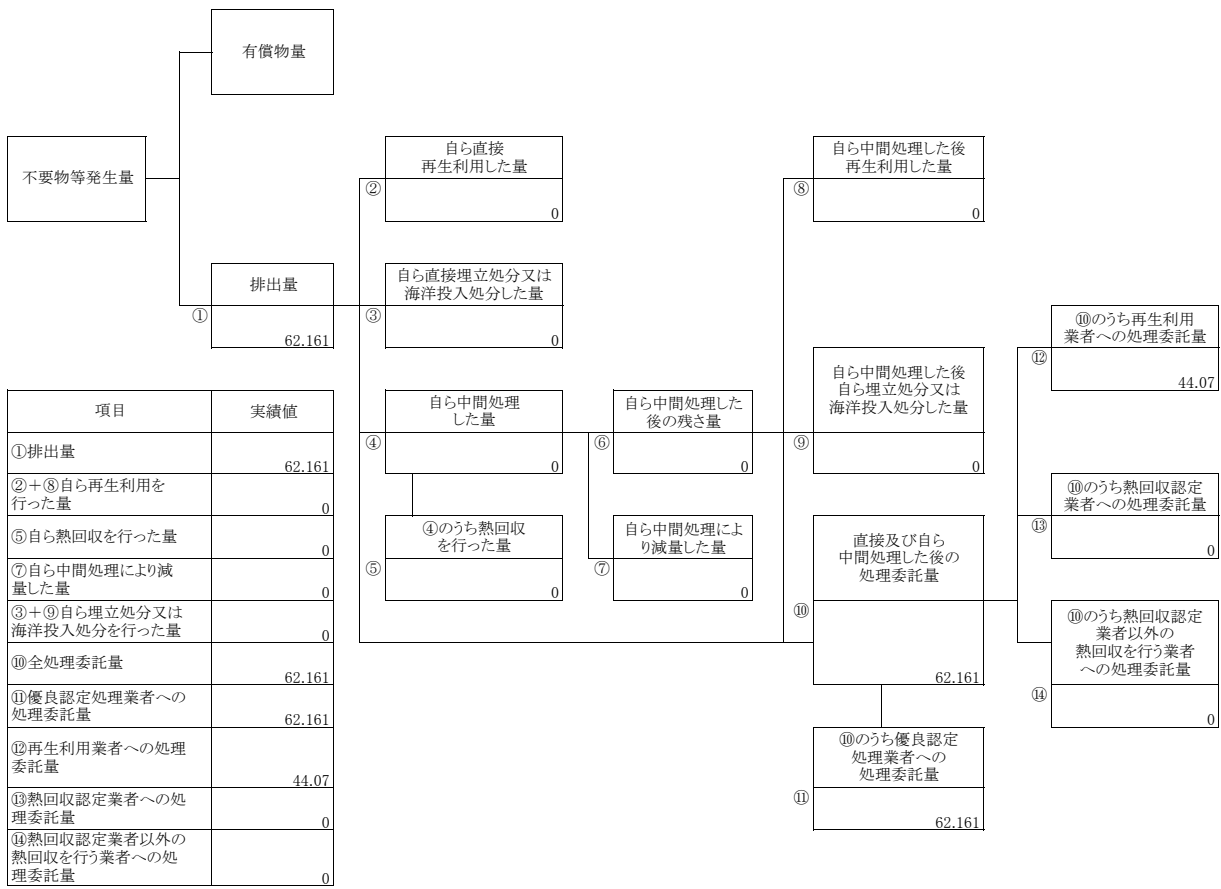 有償物量
不要物等発生量
排出量
①
62.161
自ら直接
再生利用した量
②
0
自ら直接埋立処分又は
海洋投入処分した量
③
0
自ら中間処理
した量
④
0
④のうち熱回収
を行った量
⑤
0
自ら中間処理した
後の残さ量
⑥
0
自ら中間処理によ
り減量した量
⑦
0
自ら中間処理した後
再生利用した量
⑧
0
自ら中間処理した後
自ら埋立処分又は
海洋投入処分した量
⑨
0
直接及び自ら
中間処理した後の
処理委託量
⑩
62.161
⑩のうち優良認定
処理業者への
処理委託量
⑪
62.161
⑩のうち再生利用
業者への処理委託量
⑫
44.07
⑩のうち熱回収認定
業者への処理委託量
⑬
0
⑩のうち熱回収認定
業者以外の
熱回収を行う業者
への処理委託量
⑭
0
項目 実績値
①排出量
62.161
②＋⑧自ら再生利用を
行った量
0
⑤自ら熱回収を行った量
0
⑦自ら中間処理により減
量した量
0
③＋⑨自ら埋立処分又は
海洋投入処分を行った量
0
⑩全処理委託量
62.161
⑪優良認定処理業者への
処理委託量
62.161
⑫再生利用業者への処理
委託量
44.07
⑬熱回収認定業者への処
理委託量
0
⑭熱回収認定業者以外の
熱回収を行う業者への処
理委託量
0